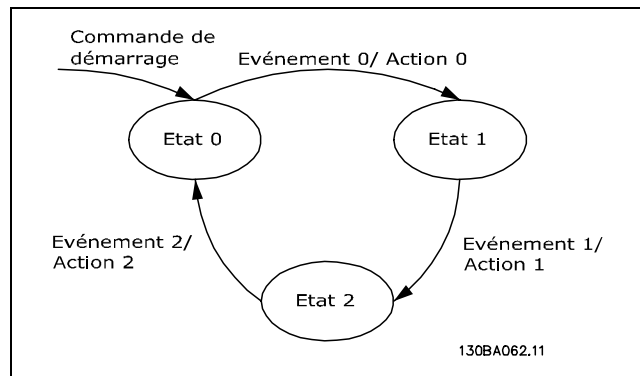 Commande de
démarrage
Evénement 0/ Action 0
Etat 0
Etat 1
Evénement 2/
Action 2
Evénement 1/
Action 1
Etat 2
130BA062.11